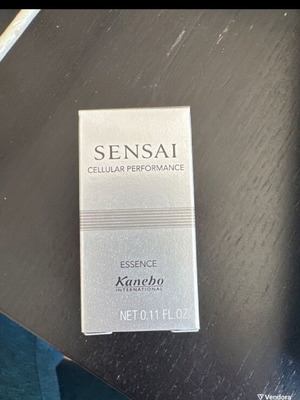 SENSAI
CELLULAR PERFORMANCE
ESSENCE
Kanebo
INTERNATIONAL
NET 0.11 FL.OZ.
Vendora